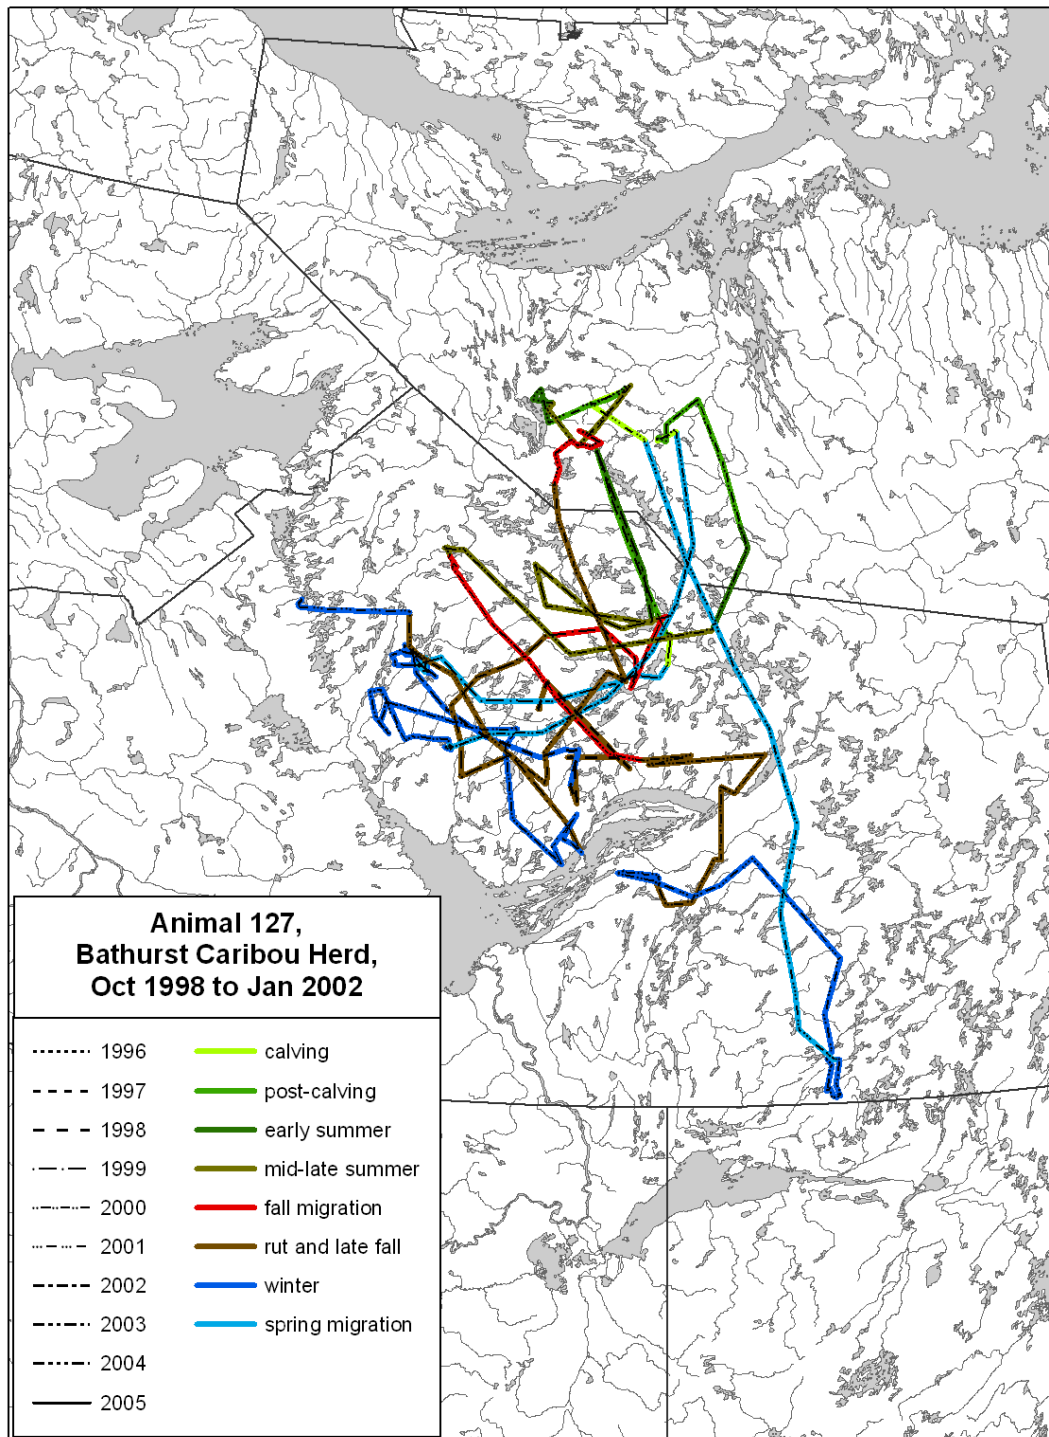 Animal 127,
Bathurst Caribou Herd,
Oct 1998 to Jan 2002
1996
1997
1998
1999
2000
2001
2002
2003
2004
2005
calving
post-calving
early summer
mid-late summer
fall migration
rut and late fall
winter
spring migration